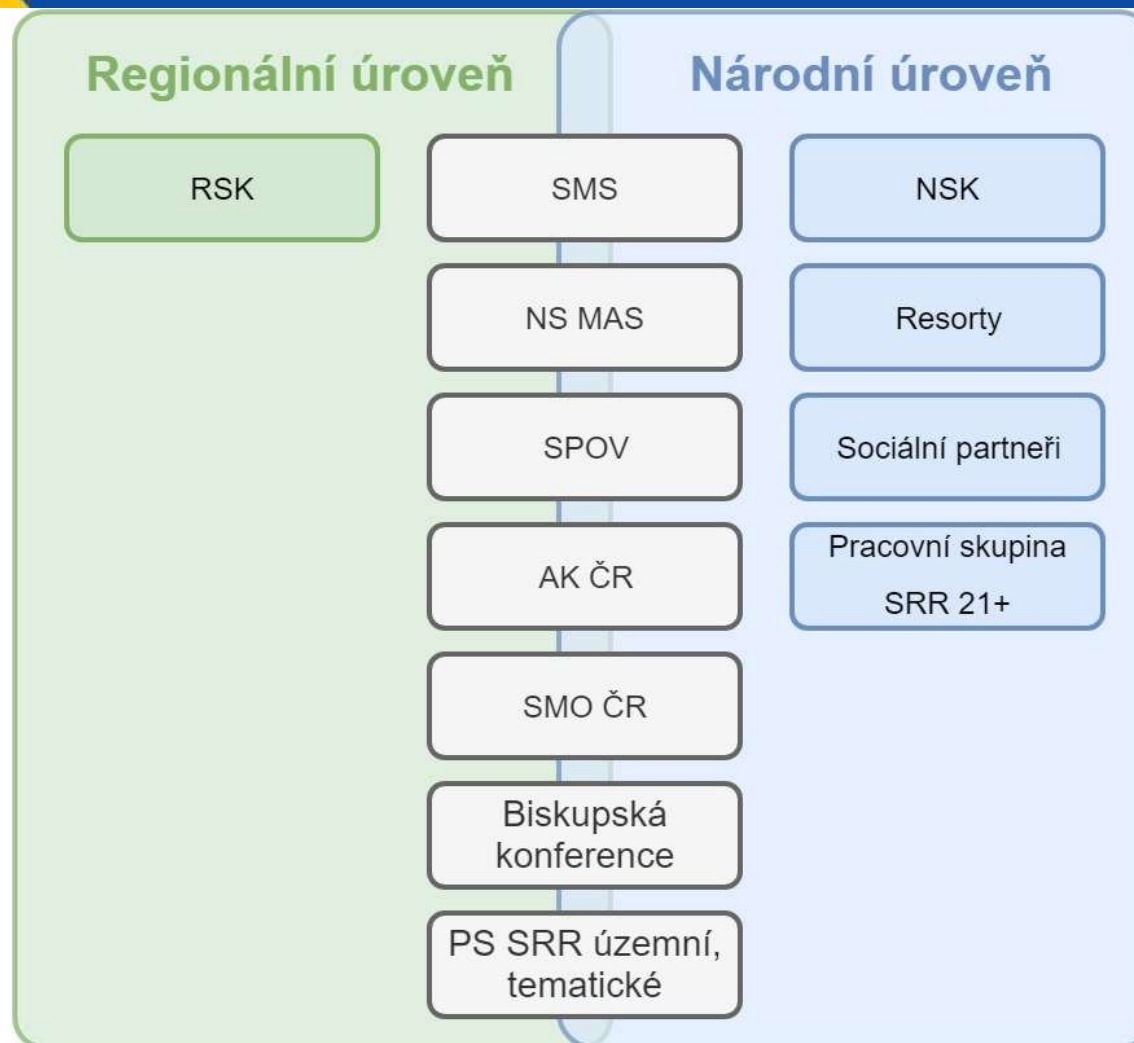 Regionální úroveň
Národní úroveň
RSK
SMS
NSK
NS MAS
Resorty
SPOV
Sociální partneři
AK ČR
Pracovní skupina
SRR 21+
SMO ČR
Biskupská
konference
PS SRR územní,
tematické